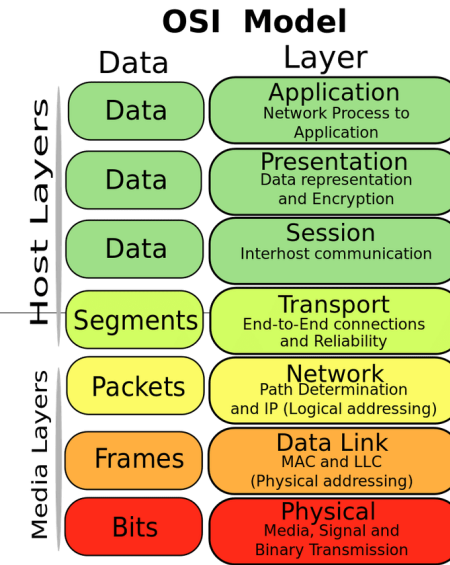 OSI Model
Data
Layer
Host Layers
Data
Application
Network Process to
Application
Data
Presentation
Data representation
and Encryption
Data
Session
Interhost communication
Segments
Transport
End-to-End connections
and Reliability
Media Layers
Packets
Network
Path Determination
and IP (Logical addressing)
Frames
Data Link
MAC and LLC
(Physical addressing)
Bits
Physical
Media, Signal and
Binary Transmission